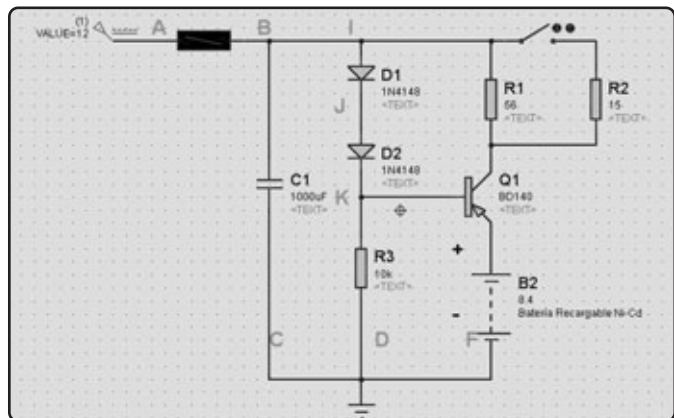 (1)
VALUE=12
A
B
I
D1
1N4148
<TEXT>
J
R1
56
<TEXT>
R2
15
<TEXT>
D2
1N4148
<TEXT>
C1
1000uF
<TEXT>
K
Q1
BD140
<TEXT>
R3
10k
<TEXT>
+
B2
8.4
Bateria Recargable Ni-Cd
-
C
D
F